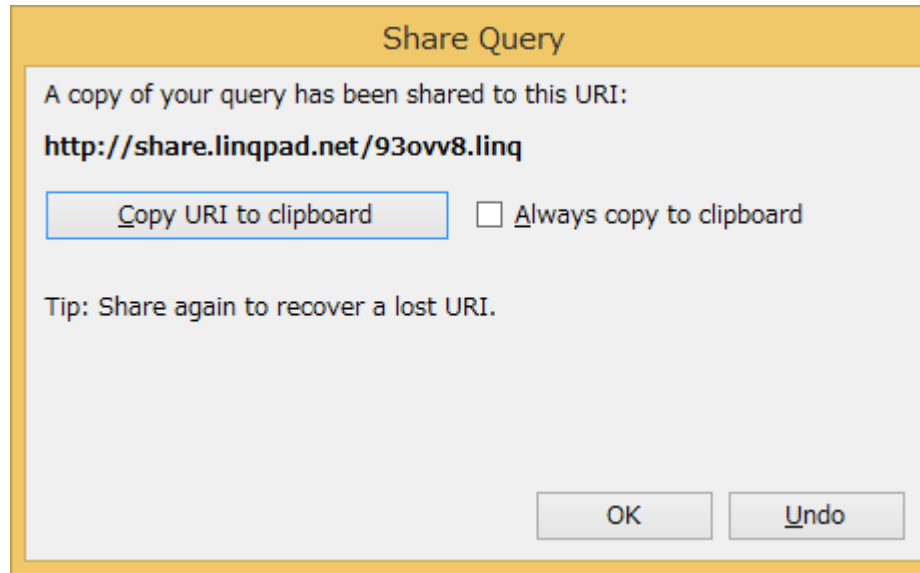 Share Query
A copy of your query has been shared to this URI:
http://share.linqpad.net/93ovv8.linq
Copy URI to clipboard
Always copy to clipboard
Tip: Share again to recover a lost URI.
OK
Undo